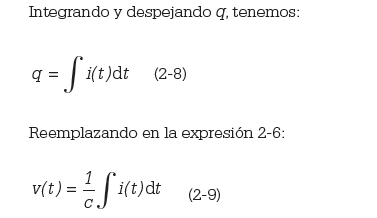 Integrando y despejando q, tenemos:
q = ∫ i(t)dt (2-8)
Reemplazando en la expresión 2-6:
v(t) = 1/c ∫ i(t)dt (2-9)